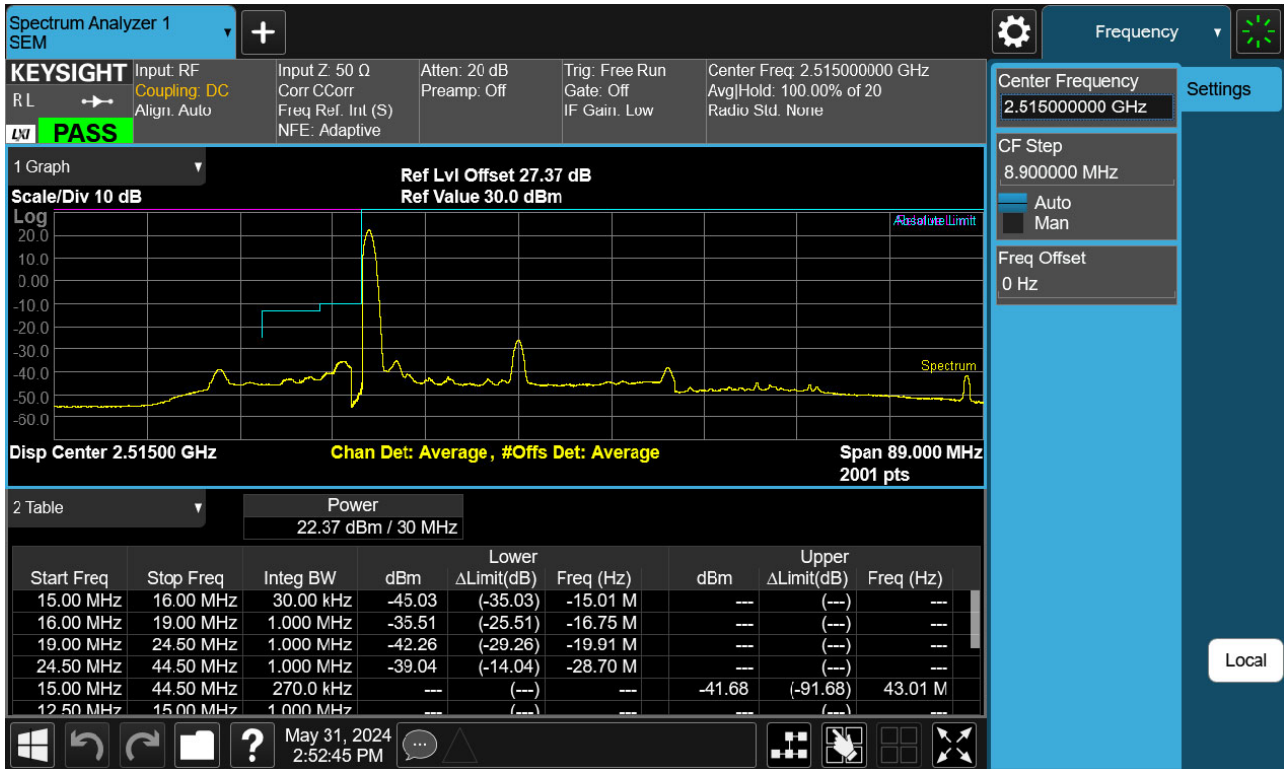 Spectrum Analyzer 1
SEM
+
Frequency
KEYSIGHT
R L
LXI PASS
Input: RF
Coupling: DC
Align: Auto
Input Z: 50 Ω
Corr CCorr
Freq Ref: Int (S)
NFE: Adaptive
Atten: 20 dB
Preamp: Off
Trig: Free Run
Gate: Off
IF Gain: Low
Center Freq: 2.515000000 GHz
Avg|Hold: 100.00% of 20
Radio Std: None
Center Frequency
2.515000000 GHz
Settings
CF Step
8.900000 MHz
Auto
Man
Freq Offset
0 Hz
Local
1 Graph
Scale/Div 10 dB
Ref Lvl Offset 27.37 dB
Ref Value 30.0 dBm
Log
20.0
10.0
0.00
-10.0
-20.0
-30.0
-40.0
-50.0
-60.0
Absolute Limit
Spectrum
Disp Center 2.51500 GHz
Chan Det: Average, #Offs Det: Average
Span 89.000 MHz
2001 pts
2 Table
Power
22.37 dBm / 30 MHz
Lower Upper
Start Freq Stop Freq Integ BW dBm ΔLimit(dB) Freq (Hz) dBm ΔLimit(dB) Freq (Hz)
15.00 MHz 16.00 MHz 30.00 kHz -45.03 (-35.03) -15.01 M --- (---) ---
16.00 MHz 19.00 MHz 1.000 MHz -35.51 (-25.51) -16.75 M --- (---) ---
19.00 MHz 24.50 MHz 1.000 MHz -42.26 (-29.26) -19.91 M --- (---) ---
24.50 MHz 44.50 MHz 1.000 MHz -39.04 (-14.04) -28.70 M --- (---) ---
15.00 MHz 44.50 MHz 270.0 kHz --- (---) --- -41.68 (-91.68) 43.01 M
12.50 MHz 15.00 MHz 1.000 MHz --- (---) --- --- (---) ---
?
May 31, 2024
2:52:45 PM